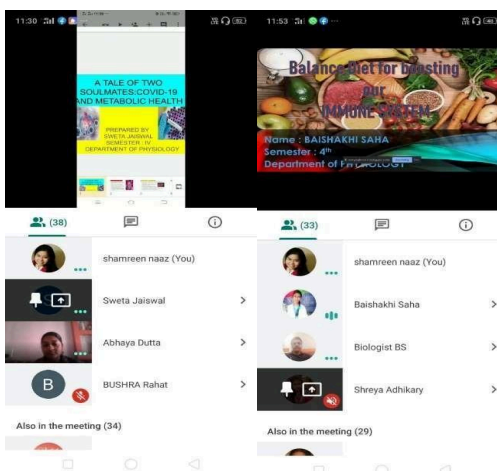 11:30
A TALE OF TWO
SOULMATES:COVID-19
AND METABOLIC HEALTH
PREPARED BY
SWETA JAISWAL
SEMESTER : IV
DEPARTMENT OF PHYSIOLOGY
(38)
shamreen naaz (You)
Sweta Jaiswal
Abhaya Dutta
B
BUSHRA Rahat
Also in the meeting (34)
11:53
Balance Diet for boosting
our
IMMUNE SYSTEM
Name : BAISHAKHI SAHA
Semester : 4th
Department of PHYSIOLOGY
(33)
shamreen naaz (You)
Baishakhi Saha
Biologist BS
Shreya Adhikary
Also in the meeting (29)